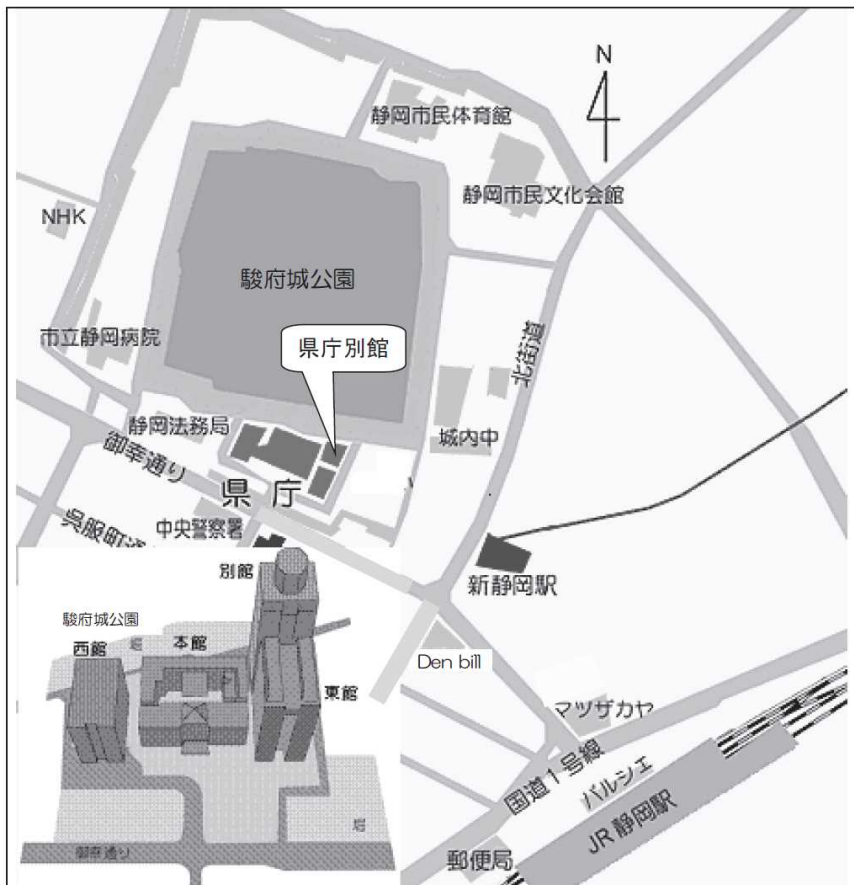 N
静岡市民体育館
静岡市民文化会館
NHK
駿府城公園
北街道
市立静岡病院
県庁別館
静岡法務局
城内中
御幸通り
県庁
中央警察署
呉服町通
新静岡駅
別館
駿府城公園
堀
本館
西館
東館
Den bill
マツザカヤ
国道1号線
パルシェ
JR静岡駅
堀
御幸通り
郵便局